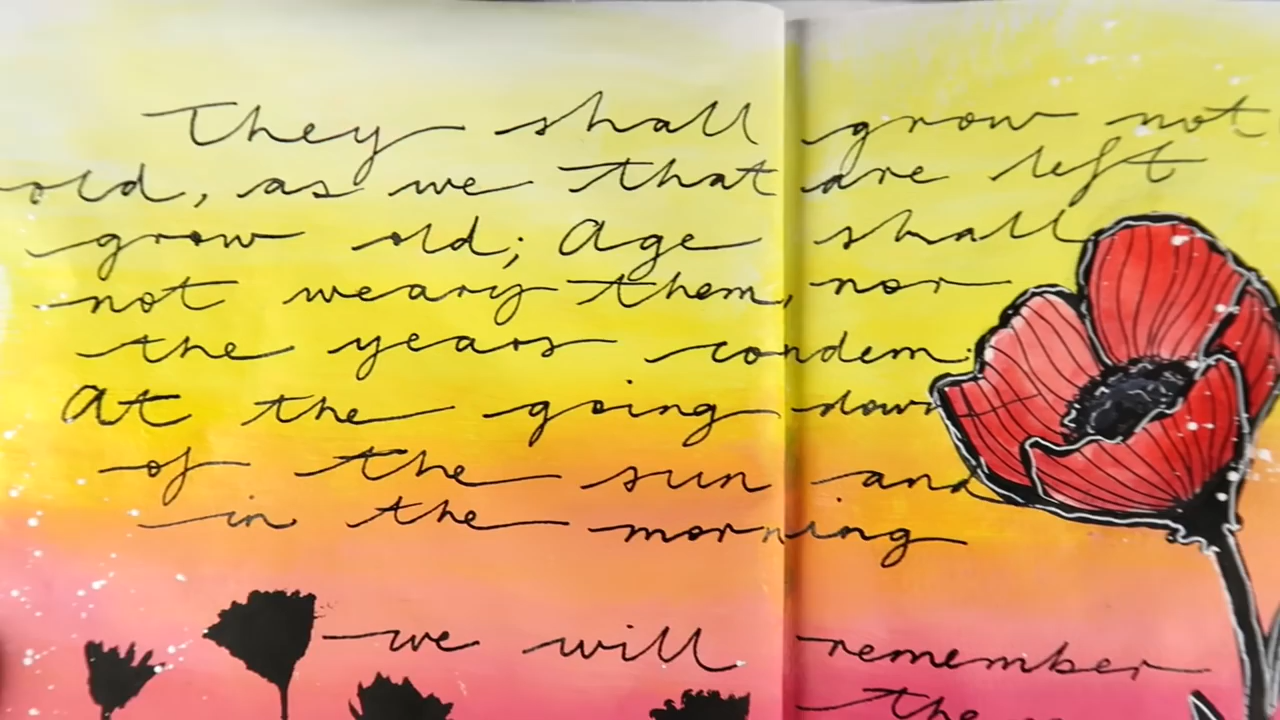 They shall grow not
old, as we that are left
grow old; Age shall
not weary them, nor
the years condem.
At the going down
of the sun and
in the morning
we will remember